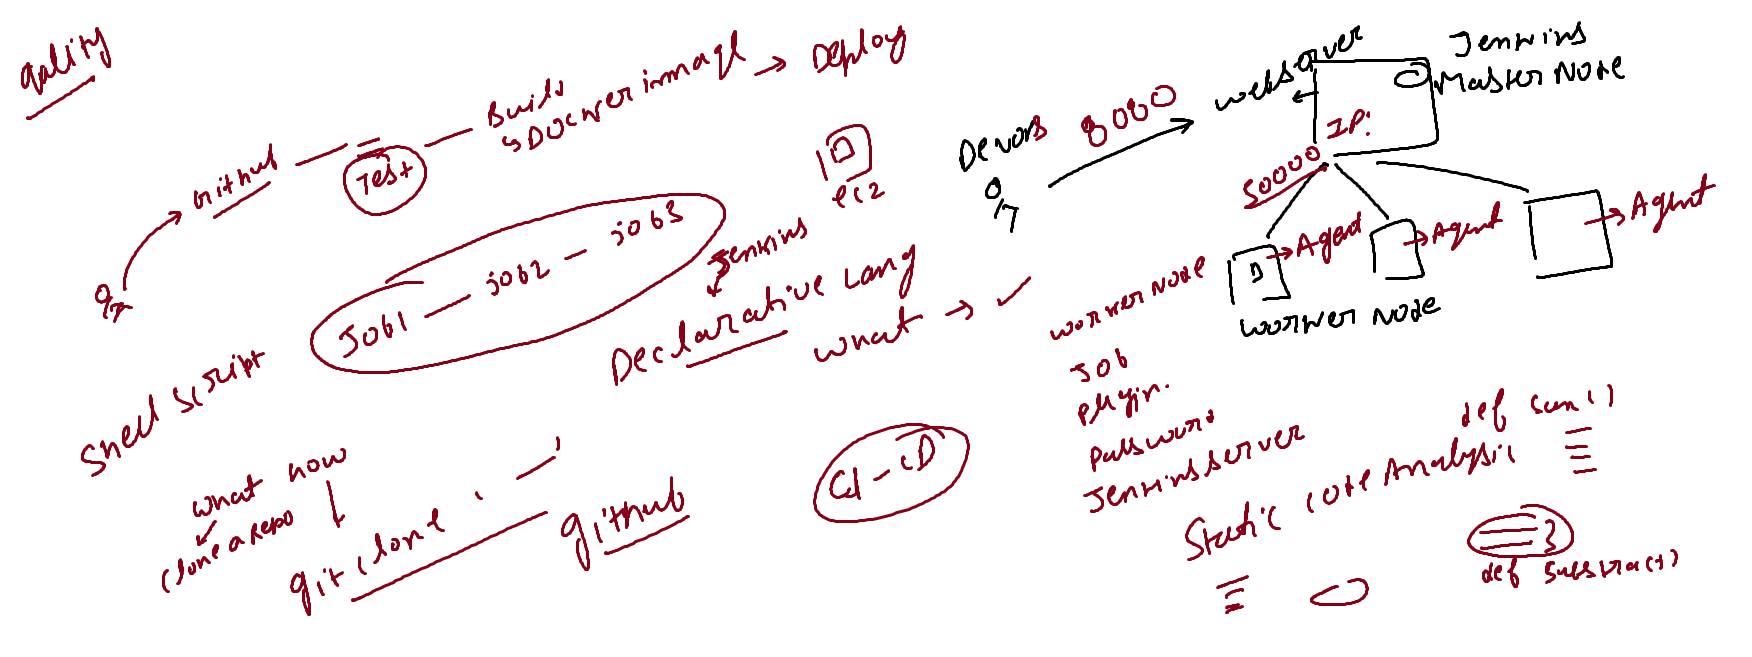 qality
Github
Test
Build
↳ Docker image → Deploy
ec2
Job1 — job2 — job3
Jenkins
Declarative Lang
what → ✓
Shell Script
what how
clone a repo
git clone
github
CI - CD
Devops 8080
webserver
Jenkins
Master Node
IP:
50000
→ Agent
→ Agent
→ Agent
worker Node
worker Node
Job
plugin.
password
Jenkins server
Static code Analysis
def sum()
def substract()